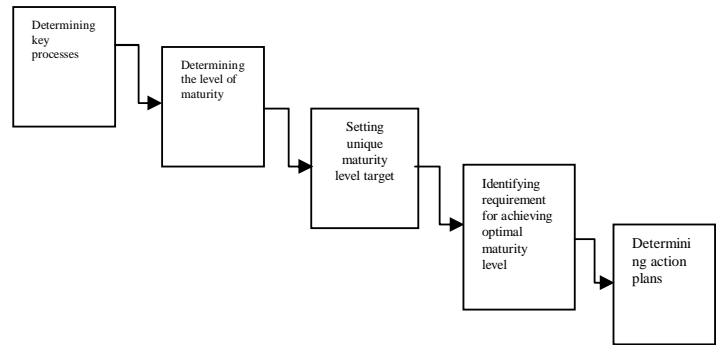 Determining
key
processes
Determining
the level of
maturity
Setting
unique
maturity
level target
Identifying
requirement
for achieving
optimal
maturity
level
Determini
ng action
plans